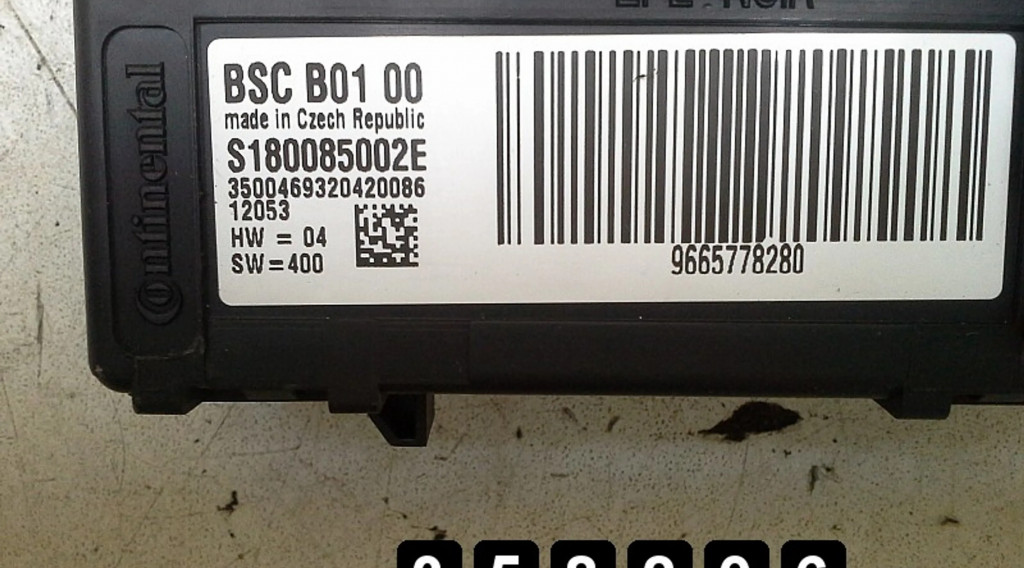 Continental
BSC B01 00
made in Czech Republic
S180085002E
3500469320420086
12053
HW = 04
SW=400
9665778280